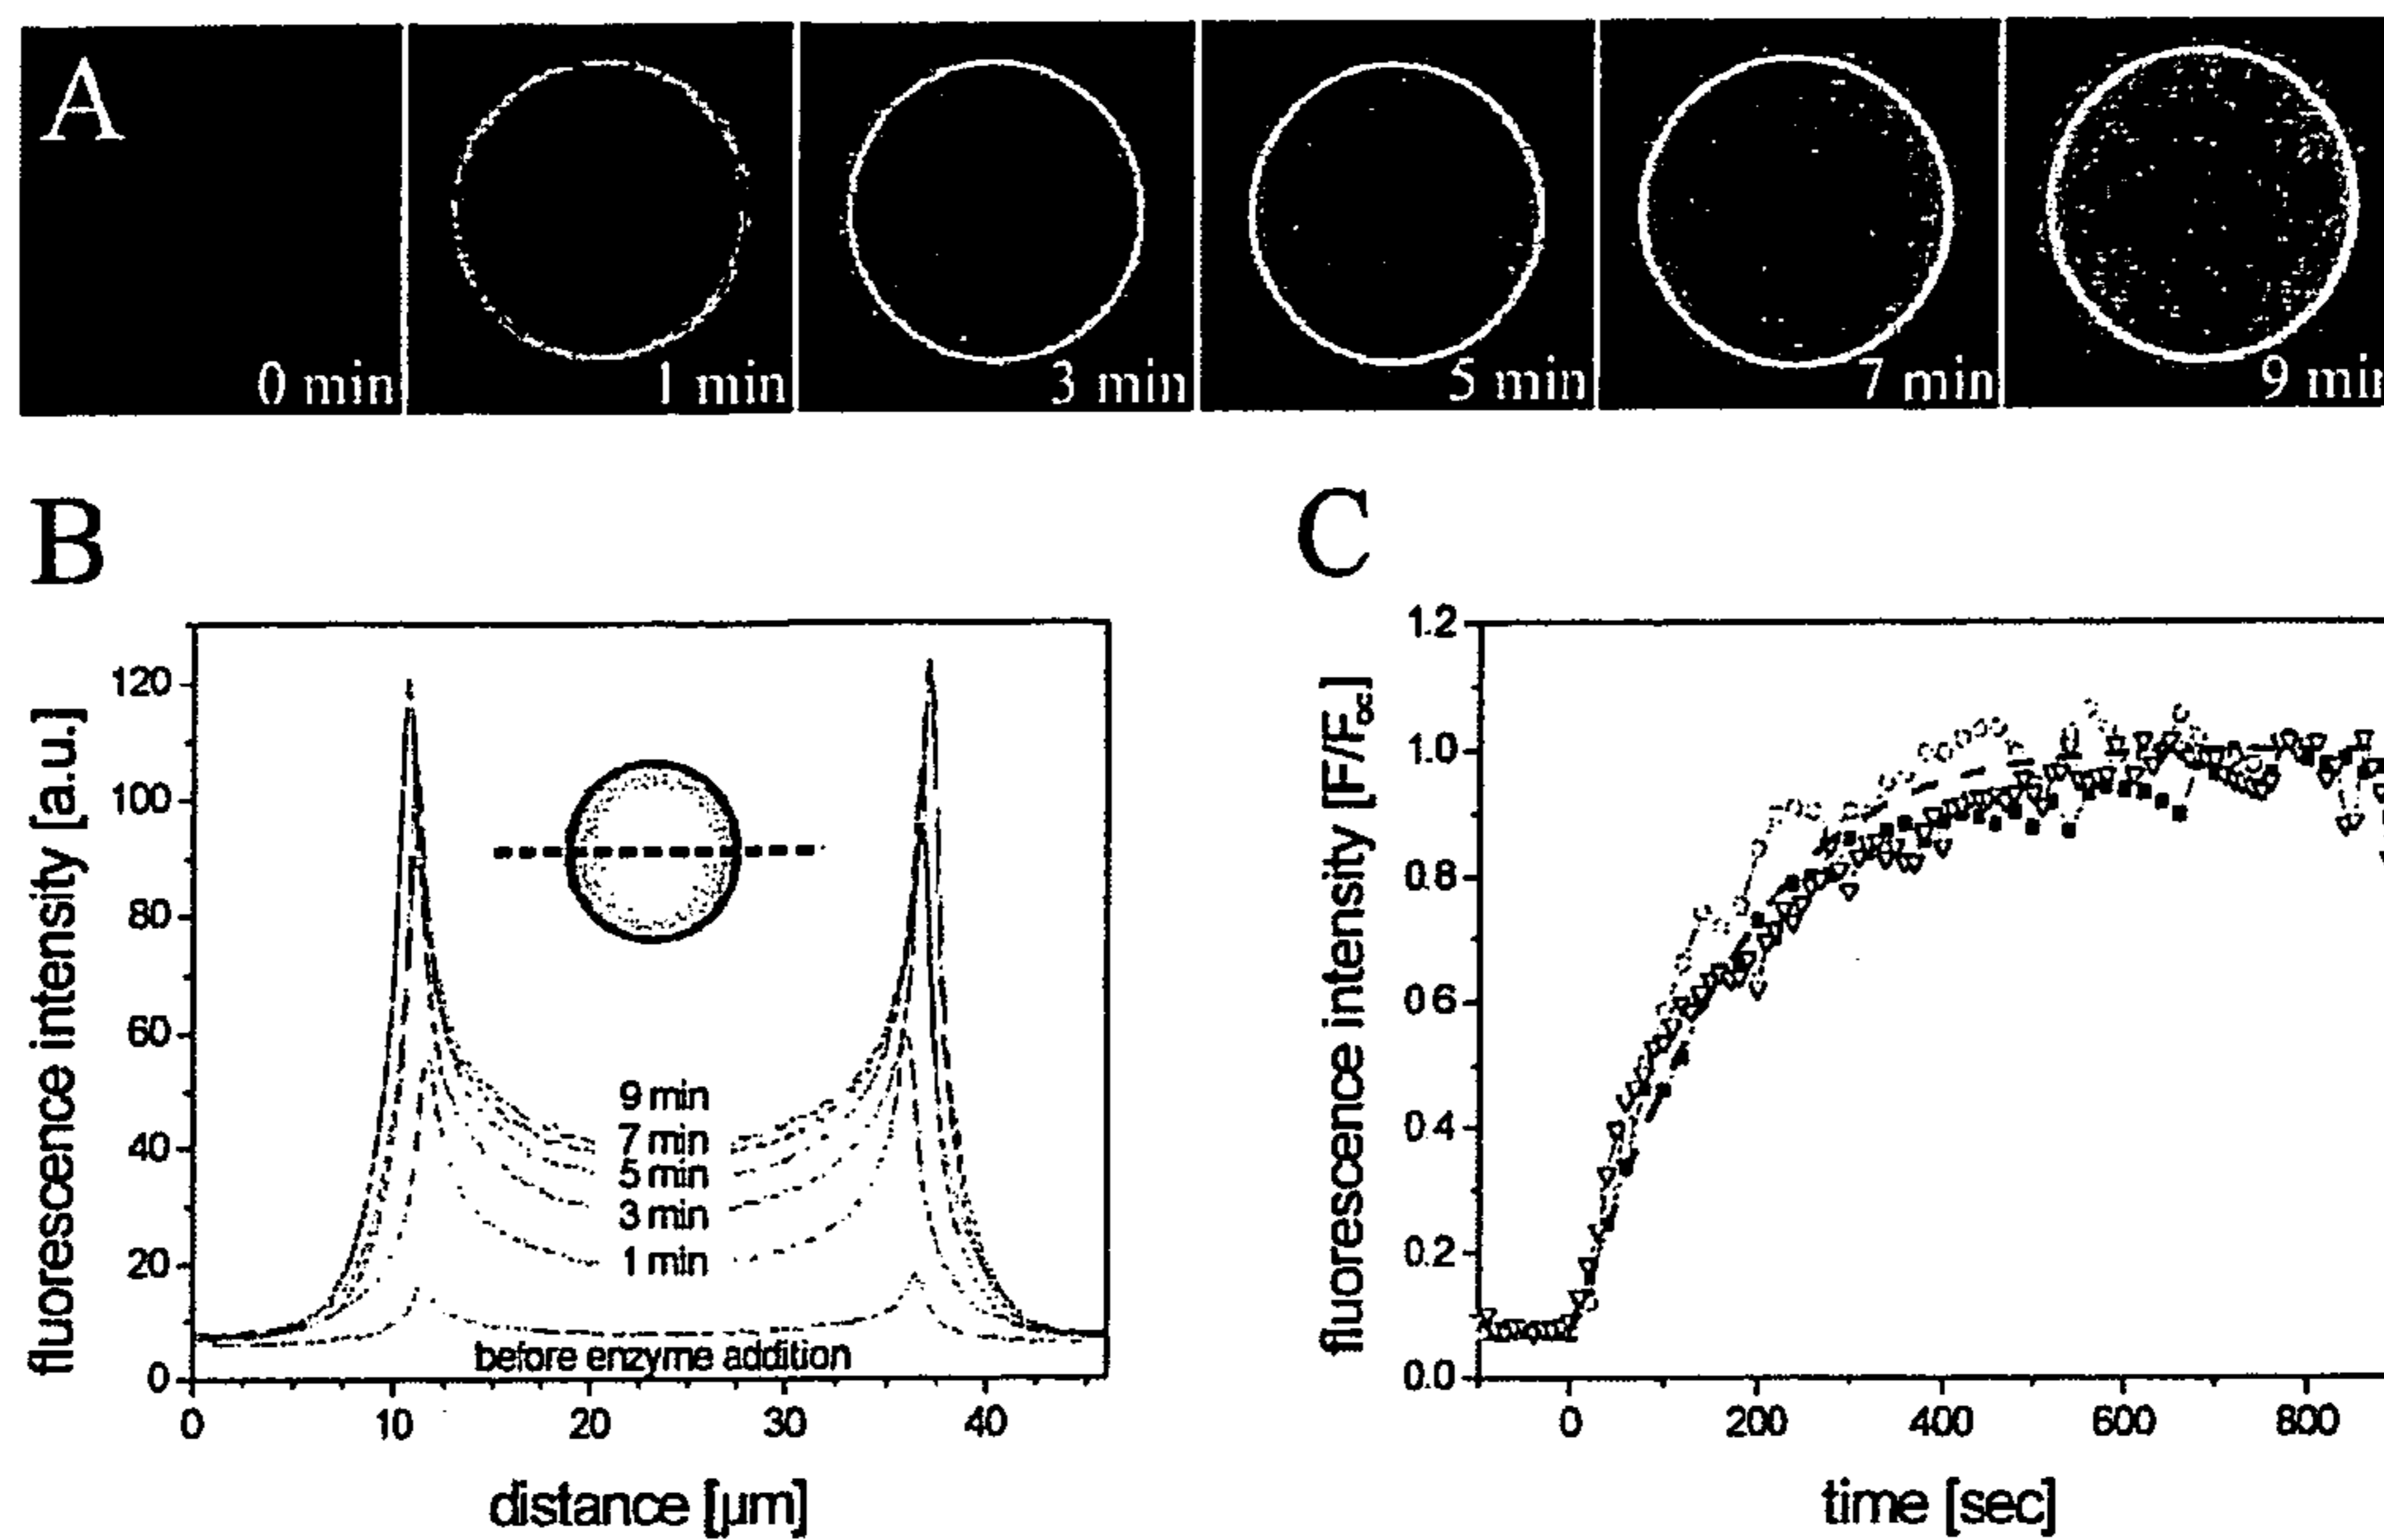 A
0 min
1 min
3 min
5 min
7 min
9 min
B
fluorescence intensity [a.u.]
120
100
80
60
40
20
0
9 min
7 min
5 min
3 min
1 min
before enzyme addition
0 10 20 30 40
distance [µm]
C
fluorescence intensity [F/F∞]
1.2
1.0
0.8
0.6
0.4
0.2
0.0
0 200 400 600 800
time [sec]